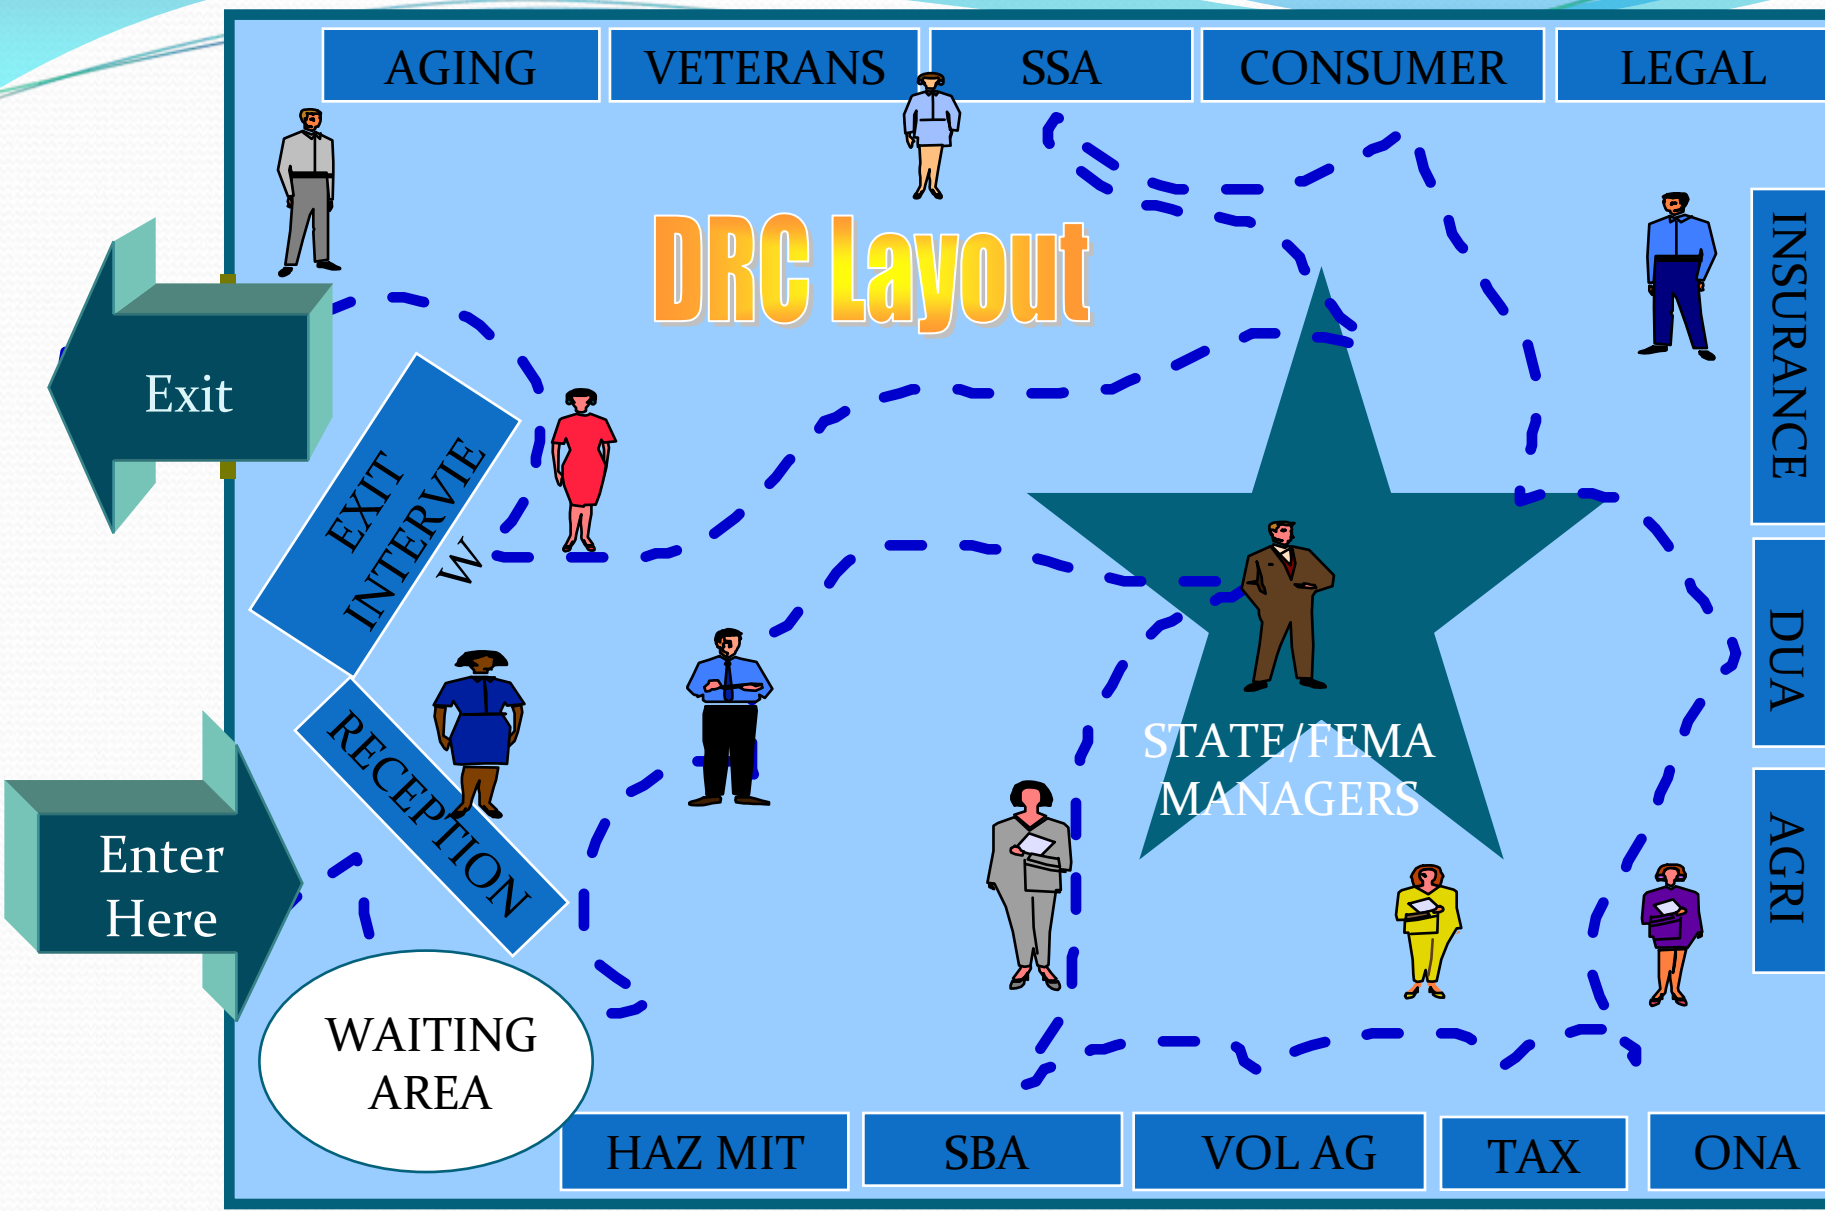 AGING
VETERANS
SSA
CONSUMER
LEGAL
DRC Layout
INSURANCE
Exit
EXIT
INTERVIE
W
DUA
RECEPTION
STATE/FEMA
MANAGERS
AGRI
Enter
Here
WAITING
AREA
HAZ MIT
SBA
VOL AG
TAX
ONA